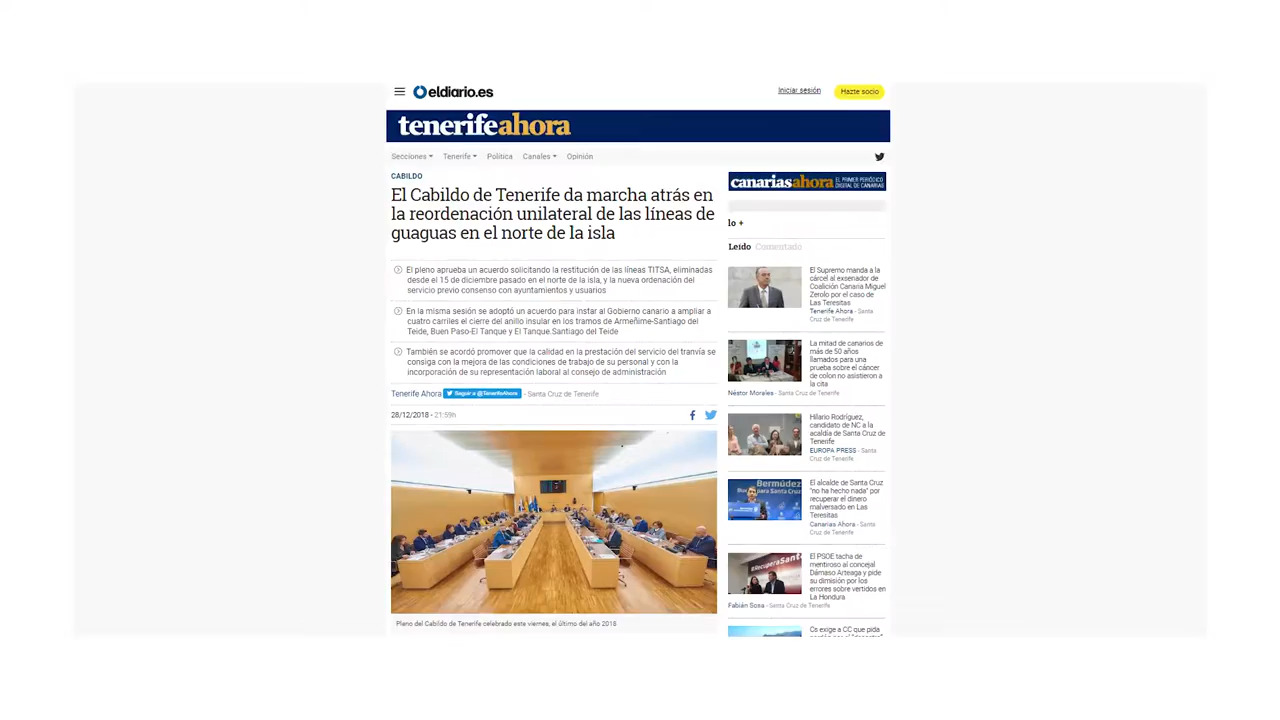 eldiario.es
Iniciar sesión
Hazte socio
tenerifeahora
Secciones
Tenerife
Política
Canales
Opinión
CABILDO
El Cabildo de Tenerife da marcha atrás en
la reordenación unilateral de las líneas de
guaguas en el norte de la isla
El pleno aprueba un acuerdo solicitando la restitución de las líneas TITSA, eliminadas
desde el 15 de diciembre pasado en el norte de la isla, y la nueva ordenación del
servicio previo consenso con ayuntamientos y usuarios
En la misma sesión se adoptó un acuerdo para instar al Gobierno canario a ampliar a
cuatro carriles el cierre del anillo insular en los tramos de Armeñime-Santiago del
Teide, Buen Paso-El Tanque y El Tanque.Santiago del Teide
También se acordó promover que la calidad en la prestación del servicio del tranvía se
consiga con la mejora de las condiciones de trabajo de su personal y con la
incorporación de su representación laboral al consejo de administración
Tenerife Ahora Seguir a @TenerifeAhora - Santa Cruz de Tenerife
28/12/2018 - 21:59h
Pleno del Cabildo de Tenerife celebrado este viernes, el último del año 2018
canariasahora EL PRIMER PERIÓDICO
DIGITAL DE CANARIAS
lo +
Leído Comentado
El Supremo manda a la
cárcel al exsenador de
Coalición Canaria Miguel
Zerolo por el caso de
Las Teresitas
Tenerife Ahora - Santa
Cruz de Tenerife
La mitad de canarios de
más de 50 años
llamados para una
prueba sobre el cáncer
de colon no asistieron a
la cita
Néstor Morales - Santa Cruz de Tenerife
Hilario Rodríguez,
candidato de NC a la
acaldía de Santa Cruz de
Tenerife
EUROPA PRESS - Santa
Cruz de Tenerife
Bermúdez
El alcalde de Santa Cruz
"no ha hecho nada" por
recuperar el dinero
malversado en Las
Teresitas
Canarias Ahora - Santa
Cruz de Tenerife
El PSOE tacha de
mentiroso al concejal
Dámaso Arteaga y pide
su dimisión por los
errores sobre vertidos en
La Hondura
Fabián Sosa - Santa Cruz de Tenerife
Cs exige a CC que pida